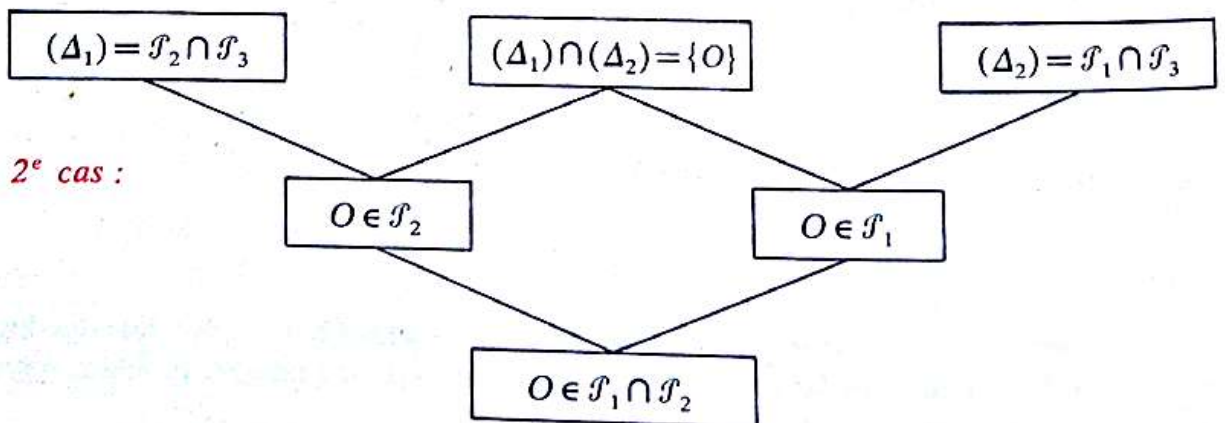 (Δ₁) = 𝒫₂ ∩ 𝒫₃
(Δ₁) ∩ (Δ₂) = {O}
(Δ₂) = 𝒫₁ ∩ 𝒫₃
2ᵉ cas :
O ∈ 𝒫₂
O ∈ 𝒫₁
O ∈ 𝒫₁ ∩ 𝒫₂